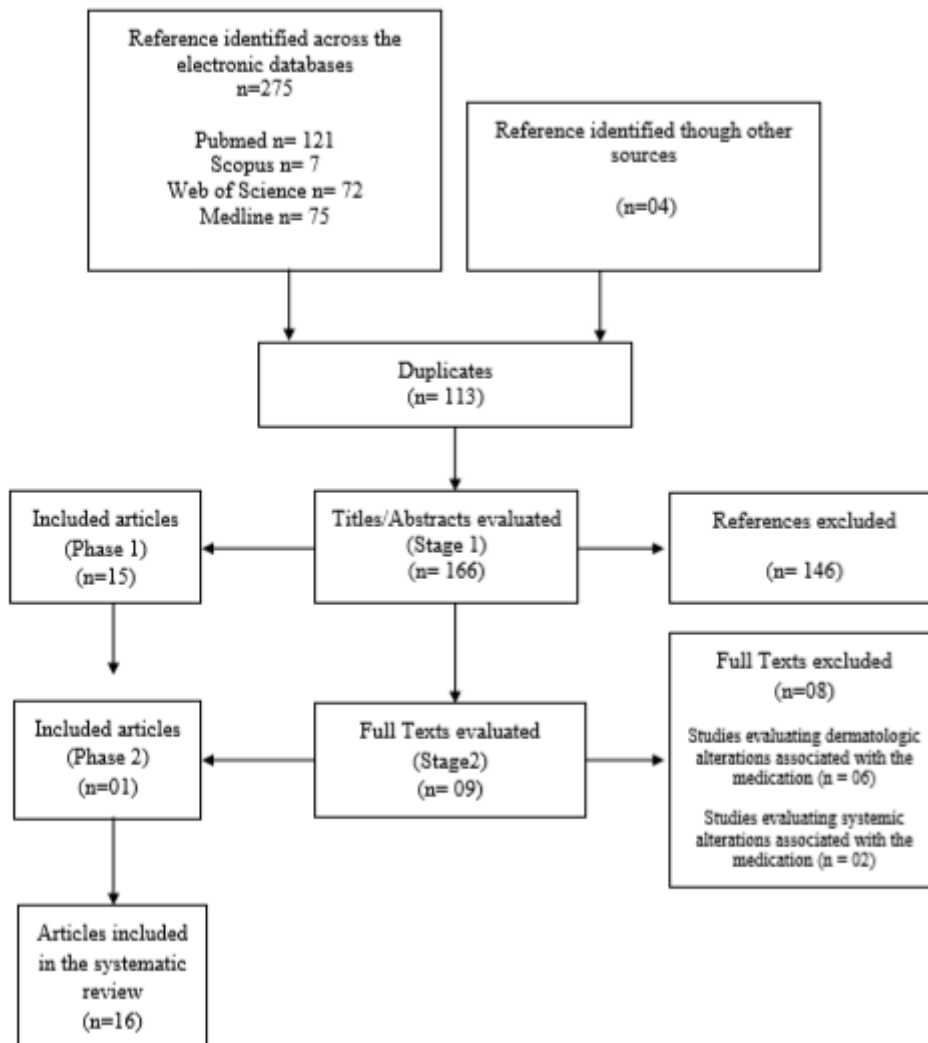 Reference identified across the
electronic databases
n=275
Pubmed n= 121
Scopus n= 7
Web of Science n= 72
Medline n= 75
Reference identified though other
sources
(n=04)
Duplicates
(n= 113)
Included articles
(Phase 1)
(n=15)
Titles/Abstracts evaluated
(Stage 1)
(n= 166)
References excluded
(n= 146)
Included articles
(Phase 2)
(n=01)
Full Texts evaluated
(Stage2)
(n= 09)
Full Texts excluded
(n=08)
Studies evaluating dermatologic
alterations associated with the
medication (n = 06)
Studies evaluating systemic
alterations associated with the
medication (n = 02)
Articles included
in the systematic
review
(n=16)